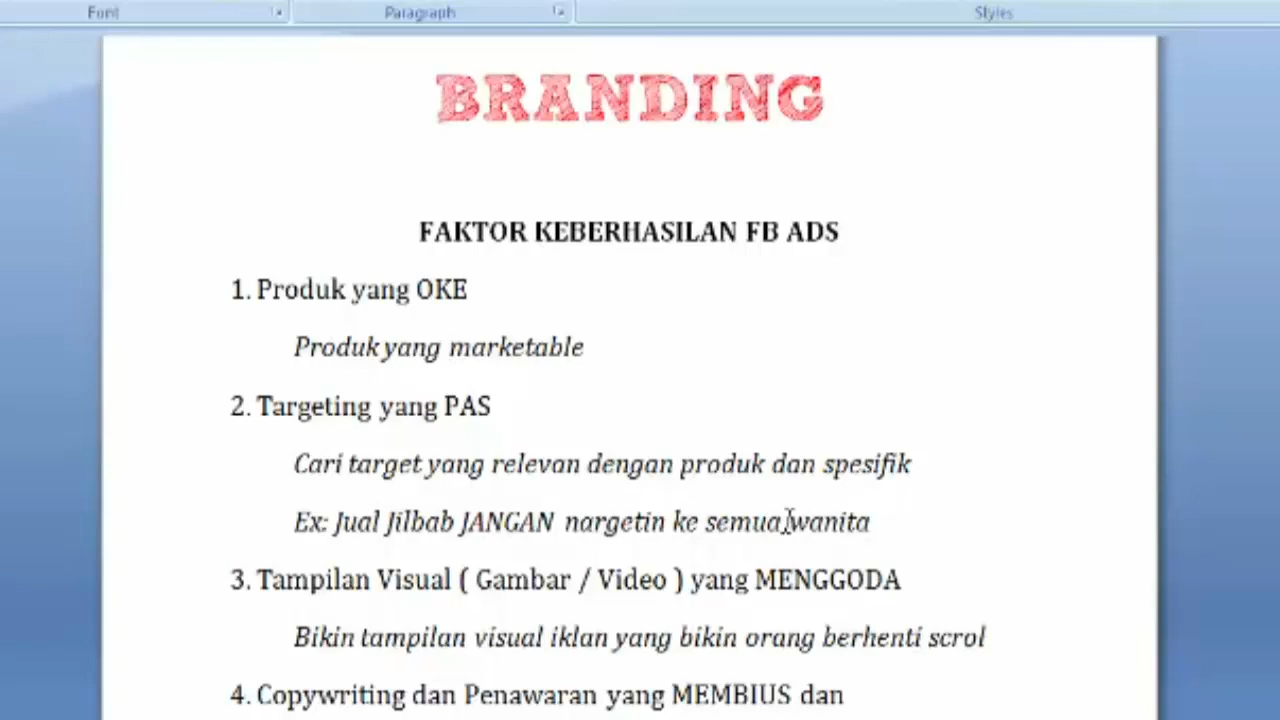 Font
Paragraph
Styles
BRANDING
FAKTOR KEBERHASILAN FB ADS
1. Produk yang OKE
Produk yang marketable
2. Targeting yang PAS
Cari target yang relevan dengan produk dan spesifik
Ex: Jual Jilbab JANGAN nargetin ke semua wanita
3. Tampilan Visual ( Gambar / Video ) yang MENGGODA
Bikin tampilan visual iklan yang bikin orang berhenti scrol
4. Copywriting dan Penawaran yang MEMBIUS dan